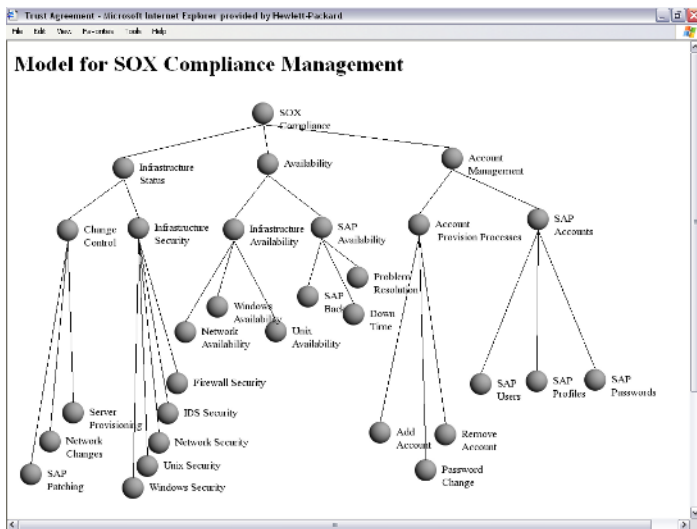 Trust Agreement - Microsoft Internet Explorer provided by Hewlett-Packard
File Edit View Favorites Tools Help
Model for SOX Compliance Management
SOX
Compliance
Infrastructure
Status
Availability
Account
Management
Change
Control
Infrastructure
Security
Infrastructure
Availability
SAP
Availability
Account
Provision Processes
SAP
Accounts
Problem
Resolution
Windows
Availability
SAP
Down
Time
Network
Availability
Unix
Availability
Firewall Security
SAP
Users
SAP
Profiles
SAP
Passwords
Server
Provisioning
IDS Security
Network
Changes
Network Security
Add
Account
Remove
Account
SAP
Patching
Unix Security
Password
Change
Windows Security